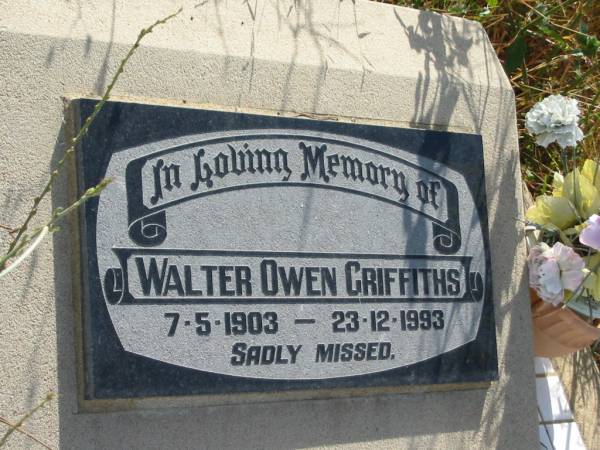 In Loving Memory of
WALTER OWEN GRIFFITHS
7-5-1903 — 23-12-1993
SADLY MISSED.